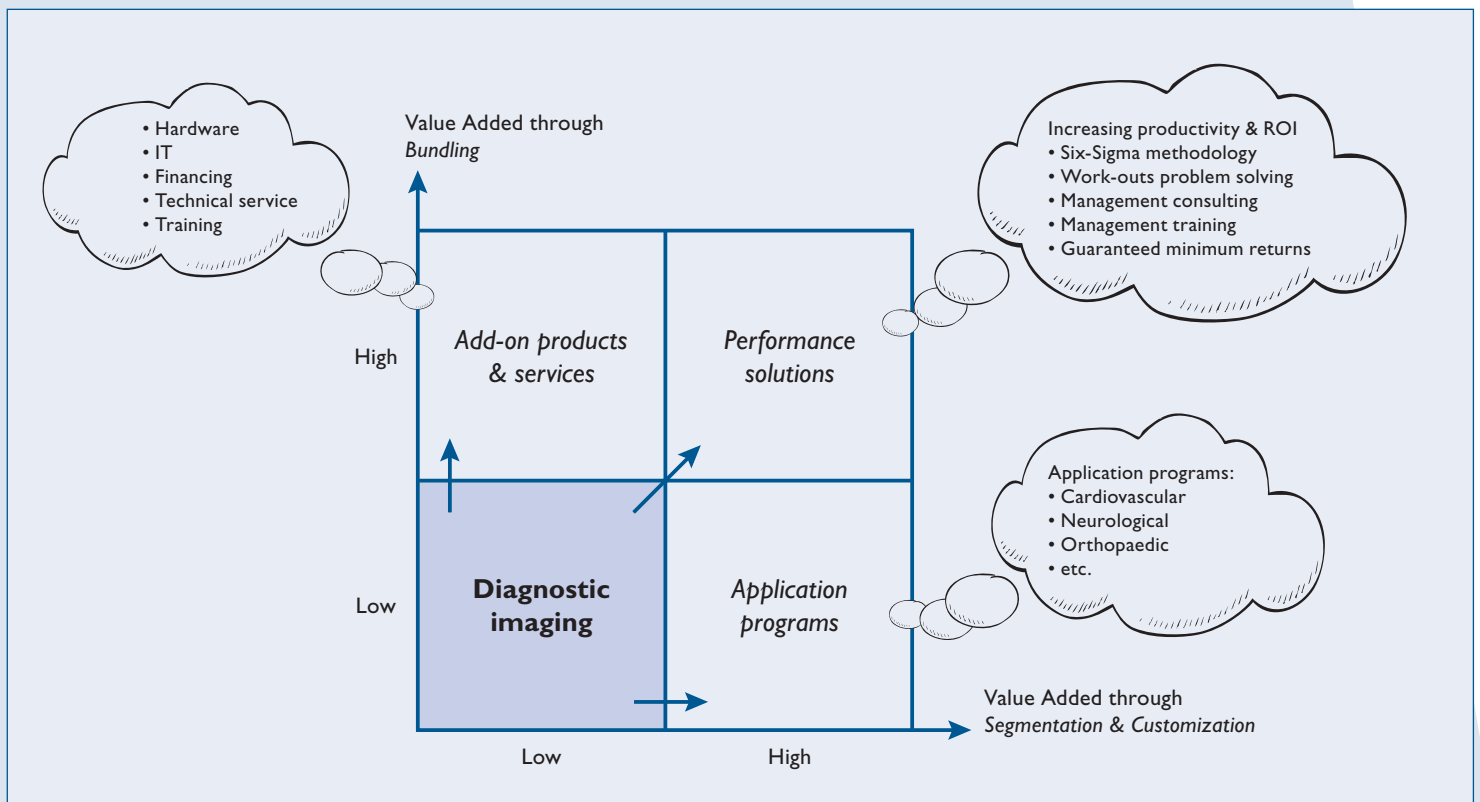 • Hardware
• IT
• Financing
• Technical service
• Training
Value Added through
Bundling
Increasing productivity & ROI
• Six-Sigma methodology
• Work-outs problem solving
• Management consulting
• Management training
• Guaranteed minimum returns
High
Add-on products
& services
Performance
solutions
Application programs:
• Cardiovascular
• Neurological
• Orthopaedic
• etc.
Low
Diagnostic
imaging
Application
programs
Value Added through
Segmentation & Customization
Low
High